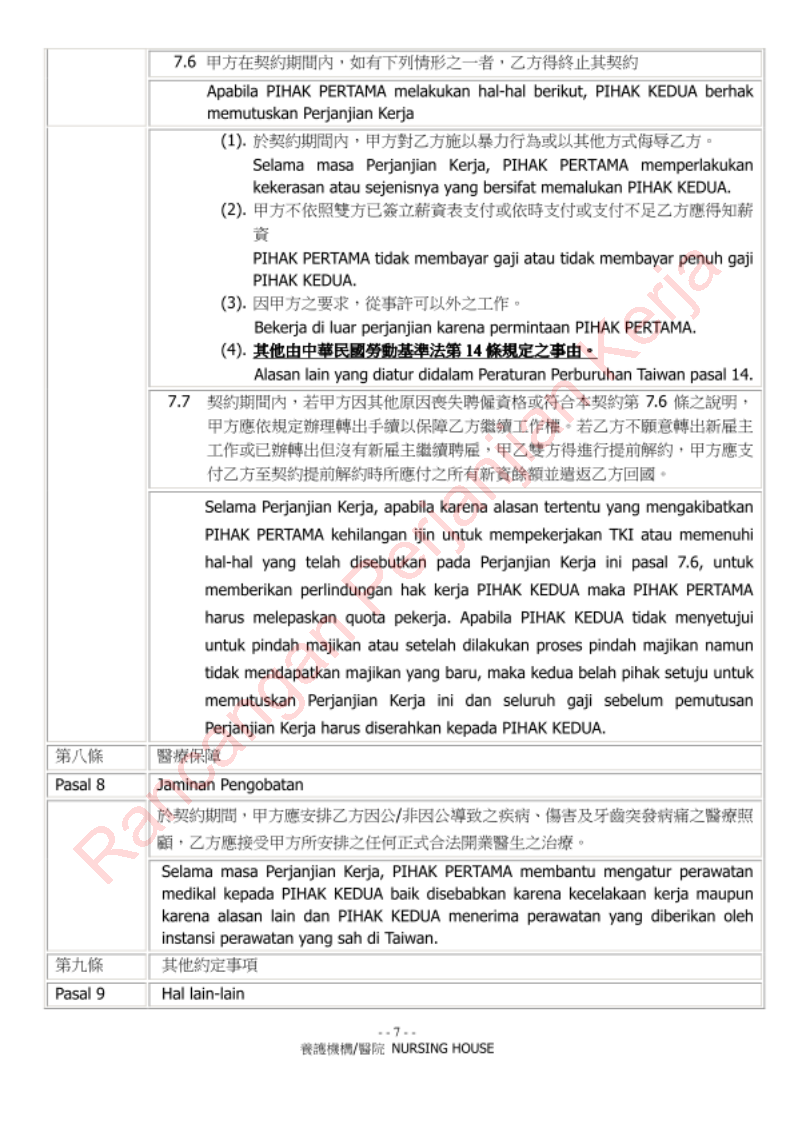 7.6 甲方在契約期間內，如有下列情形之一者，乙方得終止其契約
Apabila PIHAK PERTAMA melakukan hal-hal berikut, PIHAK KEDUA berhak
memutuskan Perjanjian Kerja
(1). 於契約期間內，甲方對乙方施以暴力行為或以其他方式侮辱乙方。
Selama masa Perjanjian Kerja, PIHAK PERTAMA memperlakukan
kekerasan atau sejenisnya yang bersifat memalukan PIHAK KEDUA.
(2). 甲方不依照雙方已簽立薪資表支付或依時支付或支付不足乙方應得知薪
資
PIHAK PERTAMA tidak membayar gaji atau tidak membayar penuh gaji
PIHAK KEDUA.
(3). 因甲方之要求，從事許可以外之工作。
Bekerja di luar perjanjian karena permintaan PIHAK PERTAMA.
(4). 其他由中華民國勞動基準法第 14 條規定之事由。
Alasan lain yang diatur didalam Peraturan Perburuhan Taiwan pasal 14.
7.7 契約期間內，若甲方因其他原因喪失聘僱資格或符合本契約第 7.6 條之說明，
甲方應依規定辦理轉出手續以保障乙方繼續工作權。若乙方不願意轉出新雇主
工作或已辦轉出但沒有新雇主繼續聘雇，甲乙雙方得進行提前解約，甲方應支
付乙方至契約提前解約時所應付之所有新資餘額並遣返乙方回國。
Selama Perjanjian Kerja, apabila karena alasan tertentu yang mengakibatkan
PIHAK PERTAMA kehilangan ijin untuk mempekerjakan TKI atau memenuhi
hal-hal yang telah disebutkan pada Perjanjian Kerja ini pasal 7.6, untuk
memberikan perlindungan hak kerja PIHAK KEDUA maka PIHAK PERTAMA
harus melepaskan quota pekerja. Apabila PIHAK KEDUA tidak menyetujui
untuk pindah majikan atau setelah dilakukan proses pindah majikan namun
tidak mendapatkan majikan yang baru, maka kedua belah pihak setuju untuk
memutuskan Perjanjian Kerja ini dan seluruh gaji sebelum pemutusan
Perjanjian Kerja harus diserahkan kepada PIHAK KEDUA.
第八條 醫療保障
Pasal 8 Jaminan Pengobatan
於契約期間，甲方應安排乙方因公/非因公導致之疾病、傷害及牙齒突發病痛之醫療照
顧，乙方應接受甲方所安排之任何正式合法開業醫生之治療。
Selama masa Perjanjian Kerja, PIHAK PERTAMA membantu mengatur perawatan
medikal kepada PIHAK KEDUA baik disebabkan karena kecelakaan kerja maupun
karena alasan lain dan PIHAK KEDUA menerima perawatan yang diberikan oleh
instansi perawatan yang sah di Taiwan.
第九條 其他約定事項
Pasal 9 Hal lain-lain
- - 7 - -
養護機構/醫院 NURSING HOUSE
Rancangan Perjanjian Kerja